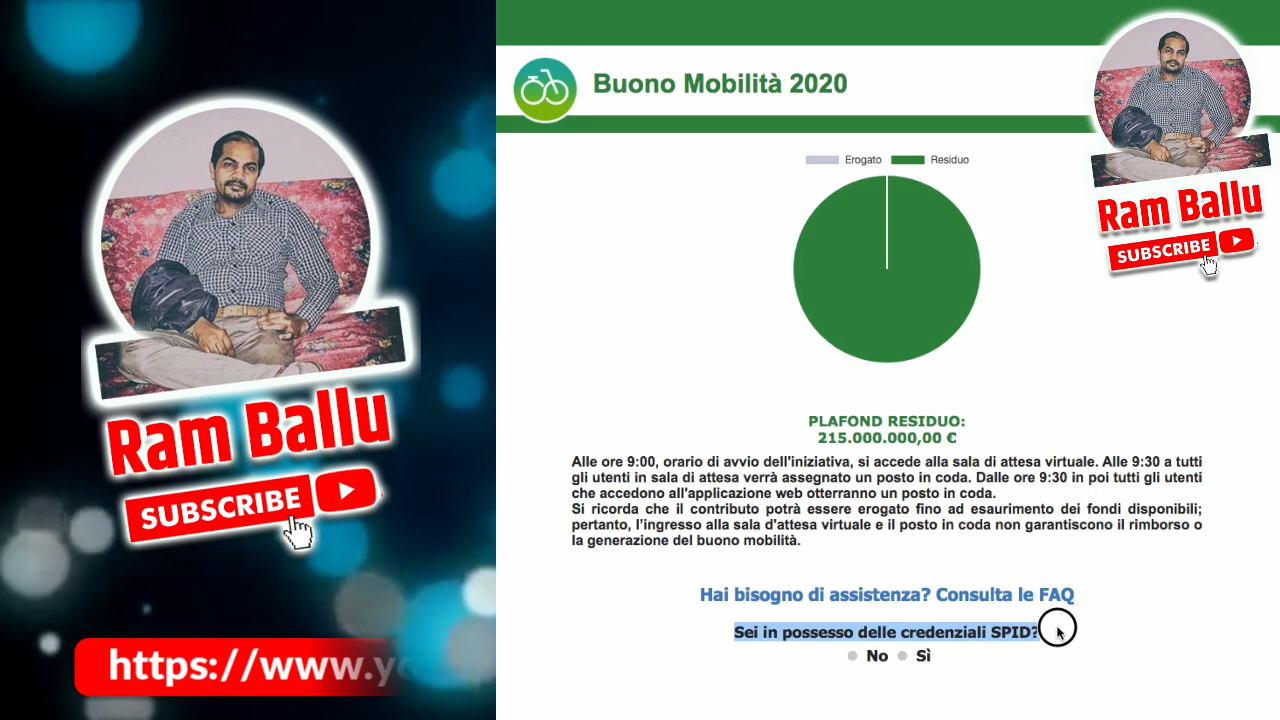 Ram Ballu
SUBSCRIBE
https://www.yo
Buono Mobilità 2020
Erogato Residuo
PLAFOND RESIDUO:
215.000.000,00 €
Alle ore 9:00, orario di avvio dell'iniziativa, si accede alla sala di attesa virtuale. Alle 9:30 a tutti
gli utenti in sala di attesa verrà assegnato un posto in coda. Dalle ore 9:30 in poi tutti gli utenti
che accedono all'applicazione web otterranno un posto in coda.
Si ricorda che il contributo potrà essere erogato fino ad esaurimento dei fondi disponibili;
pertanto, l’ingresso alla sala d'attesa virtuale e il posto in coda non garantiscono il rimborso o
la generazione del buono mobilità.
Hai bisogno di assistenza? Consulta le FAQ
Sei in possesso delle credenziali SPID?
No Sì
Ram Ballu
SUBSCRIBE